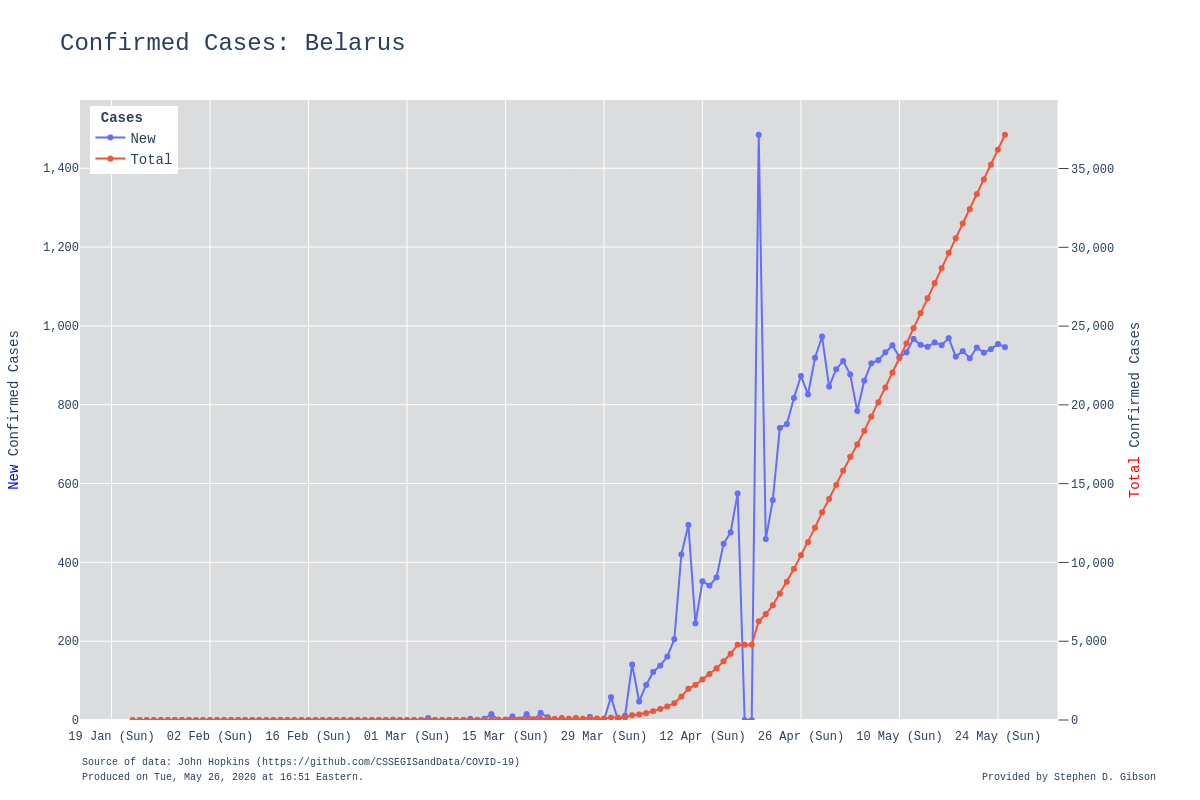 Confirmed Cases: Belarus
Cases
New
Total
1,400
1,200
1,000
800
600
400
200
0
35,000
30,000
25,000
20,000
15,000
10,000
5,000
0
New Confirmed Cases
Total Confirmed Cases
19 Jan (Sun) 02 Feb (Sun) 16 Feb (Sun) 01 Mar (Sun) 15 Mar (Sun) 29 Mar (Sun) 12 Apr (Sun) 26 Apr (Sun) 10 May (Sun) 24 May (Sun)
Source of data: John Hopkins (https://github.com/CSSEGISandData/COVID-19)
Produced on Tue, May 26, 2020 at 16:51 Eastern.
Provided by Stephen D. Gibson